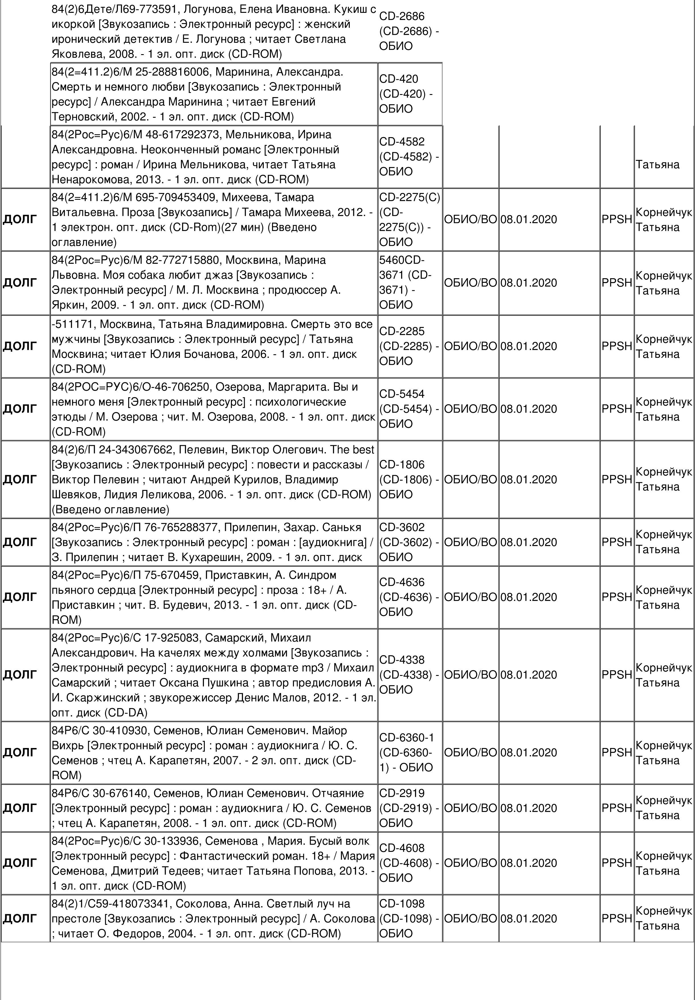 84(2)6Дете/Л69-773591, Логунова, Елена Ивановна. Кукиш с
икоркой [Звукозапись : Электронный ресурс] : женский
иронический детектив / Е. Логунова ; читает Светлана
Яковлева, 2008. - 1 эл. опт. диск (CD-ROM)
CD-2686
(CD-2686) -
ОБИО
84(2=411.2)6/М 25-288816006, Маринина, Александра.
Смерть и немного любви [Звукозапись : Электронный
ресурс] / Александра Маринина ; читает Евгений
Терновский, 2002. - 1 эл. опт. диск (CD-ROM)
CD-420
(CD-420) -
ОБИО
84(2Рос=Рус)6/М 48-617292373, Мельникова, Ирина
Александровна. Неоконченный романс [Электронный
ресурс] : роман / Ирина Мельникова, читает Татьяна
Ненарокомова, 2013. - 1 эл. опт. диск (CD-ROM)
CD-4582
(CD-4582) -
ОБИО
Татьяна
ДОЛГ
84(2=411.2)6/М 695-709453409, Михеева, Тамара
Витальевна. Проза [Звукозапись] / Тамара Михеева, 2012. -
1 электрон. опт. диск (CD-Rom)(27 мин) (Введено
оглавление)
CD-2275(С)
(CD-
2275(С)) -
ОБИО
ОБИО/ВО
08.01.2020
PPSH
Корнейчук
Татьяна
ДОЛГ
84(2Рос=Рус)6/М 82-772715880, Москвина, Марина
Львовна. Моя собака любит джаз [Звукозапись :
Электронный ресурс] / М. Л. Москвина ; продюссер А.
Яркин, 2009. - 1 эл. опт. диск (CD-ROM)
5460CD-
3671 (CD-
3671) -
ОБИО
ОБИО/ВО
08.01.2020
PPSH
Корнейчук
Татьяна
ДОЛГ
-511171, Москвина, Татьяна Владимировна. Смерть это все
мужчины [Звукозапись : Электронный ресурс] / Татьяна
Москвина; читает Юлия Бочанова, 2006. - 1 эл. опт. диск
(CD-ROM)
CD-2285
(CD-2285) -
ОБИО
ОБИО/ВО
08.01.2020
PPSH
Корнейчук
Татьяна
ДОЛГ
84(2РОС=РУС)6/О-46-706250, Озерова, Маргарита. Вы и
немного меня [Электронный ресурс] : психологические
этюды / М. Озерова ; чит. М. Озерова, 2008. - 1 эл. опт. диск
(CD-ROM)
CD-5454
(CD-5454) -
ОБИО
ОБИО/ВО
08.01.2020
PPSH
Корнейчук
Татьяна
ДОЛГ
84(2)6/П 24-343067662, Пелевин, Виктор Олегович. The best
[Звукозапись : Электронный ресурс] : повести и рассказы /
Виктор Пелевин ; читают Андрей Курилов, Владимир
Шевяков, Лидия Леликова, 2006. - 1 эл. опт. диск (CD-ROM)
(Введено оглавление)
CD-1806
(CD-1806) -
ОБИО
ОБИО/ВО
08.01.2020
PPSH
Корнейчук
Татьяна
ДОЛГ
84(2Рос=Рус)6/П 76-765288377, Прилепин, Захар. Санькя
[Звукозапись : Электронный ресурс] : роман : [аудиокнига] /
З. Прилепин ; читает В. Кухарешин, 2009. - 1 эл. опт. диск
CD-3602
(CD-3602) -
ОБИО
ОБИО/ВО
08.01.2020
PPSH
Корнейчук
Татьяна
ДОЛГ
84(2Рос=Рус)6/П 75-670459, Приставкин, А. Синдром
пьяного сердца [Электронный ресурс] : проза : 18+ / А.
Приставкин ; чит. В. Будевич, 2013. - 1 эл. опт. диск (CD-
ROM)
CD-4636
(CD-4636) -
ОБИО
ОБИО/ВО
08.01.2020
PPSH
Корнейчук
Татьяна
ДОЛГ
84(2Рос=Рус)6/С 17-925083, Самарский, Михаил
Александрович. На качелях между холмами [Звукозапись :
Электронный ресурс] : аудиокнига в формате mp3 / Михаил
Самарский ; читает Оксана Пушкина ; автор предисловия А.
И. Скаржинский ; звукорежиссер Денис Малов, 2012. - 1 эл.
опт. диск (CD-DA)
CD-4338
(CD-4338) -
ОБИО
ОБИО/ВО
08.01.2020
PPSH
Корнейчук
Татьяна
ДОЛГ
84Р6/С 30-410930, Семенов, Юлиан Семенович. Майор
Вихрь [Электронный ресурс] : роман : аудиокнига / Ю. С.
Семенов ; чтец А. Карапетян, 2007. - 2 эл. опт. диск (CD-
ROM)
CD-6360-1
(CD-6360-
1) - ОБИО
ОБИО/ВО
08.01.2020
PPSH
Корнейчук
Татьяна
ДОЛГ
84Р6/С 30-676140, Семенов, Юлиан Семенович. Отчаяние
[Электронный ресурс] : роман : аудиокнига / Ю. С. Семенов
; чтец А. Карапетян, 2008. - 1 эл. опт. диск (CD-ROM)
CD-2919
(CD-2919) -
ОБИО
ОБИО/ВО
08.01.2020
PPSH
Корнейчук
Татьяна
ДОЛГ
84(2Рос=Рус)6/С 30-133936, Семенова , Мария. Бусый волк
[Электронный ресурс] : Фантастический роман. 18+ / Мария
Семенова, Дмитрий Тедеев; читает Татьяна Попова, 2013. -
1 эл. опт. диск (CD-ROM)
CD-4608
(CD-4608) -
ОБИО
ОБИО/ВО
08.01.2020
PPSH
Корнейчук
Татьяна
ДОЛГ
84(2)1/С59-418073341, Соколова, Анна. Светлый луч на
престоле [Звукозапись : Электронный ресурс] / А. Соколова
; читает О. Федоров, 2004. - 1 эл. опт. диск (CD-ROM)
CD-1098
(CD-1098) -
ОБИО
ОБИО/ВО
08.01.2020
PPSH
Корнейчук
Татьяна